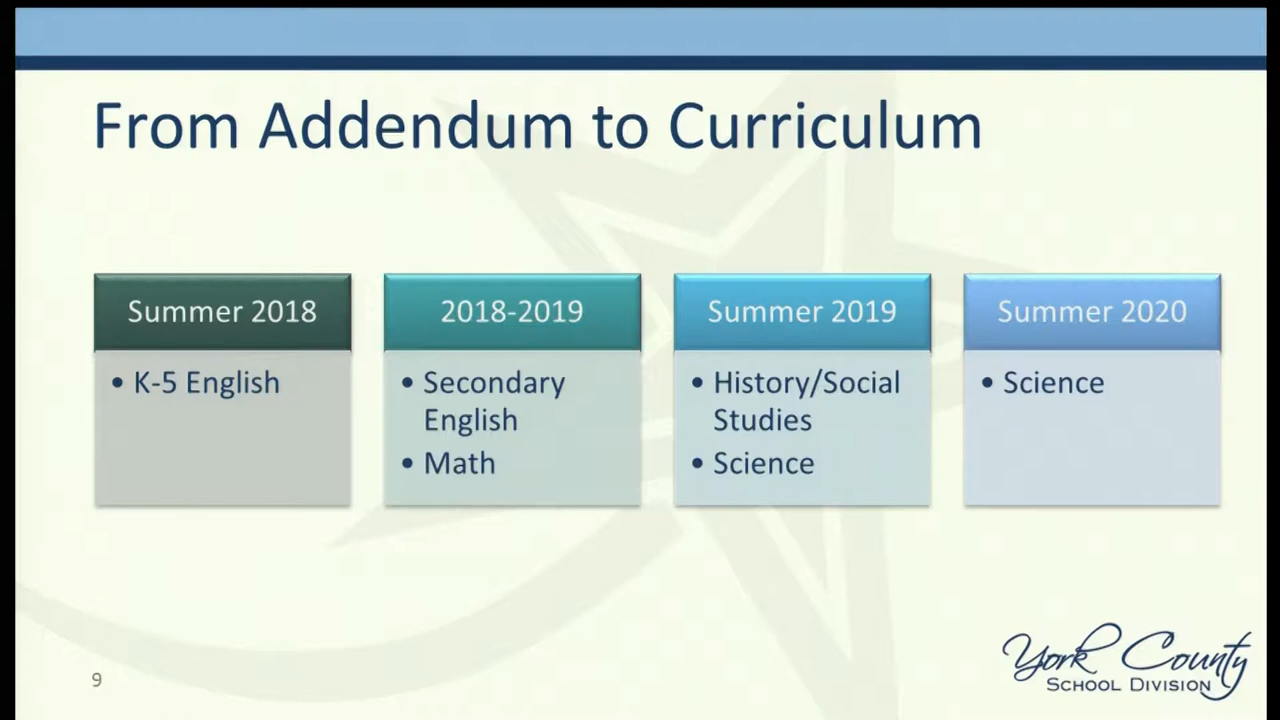 From Addendum to Curriculum
Summer 2018
• K-5 English
2018-2019
• Secondary
English
• Math
Summer 2019
• History/Social
Studies
• Science
Summer 2020
• Science
9
York County
SCHOOL DIVISION